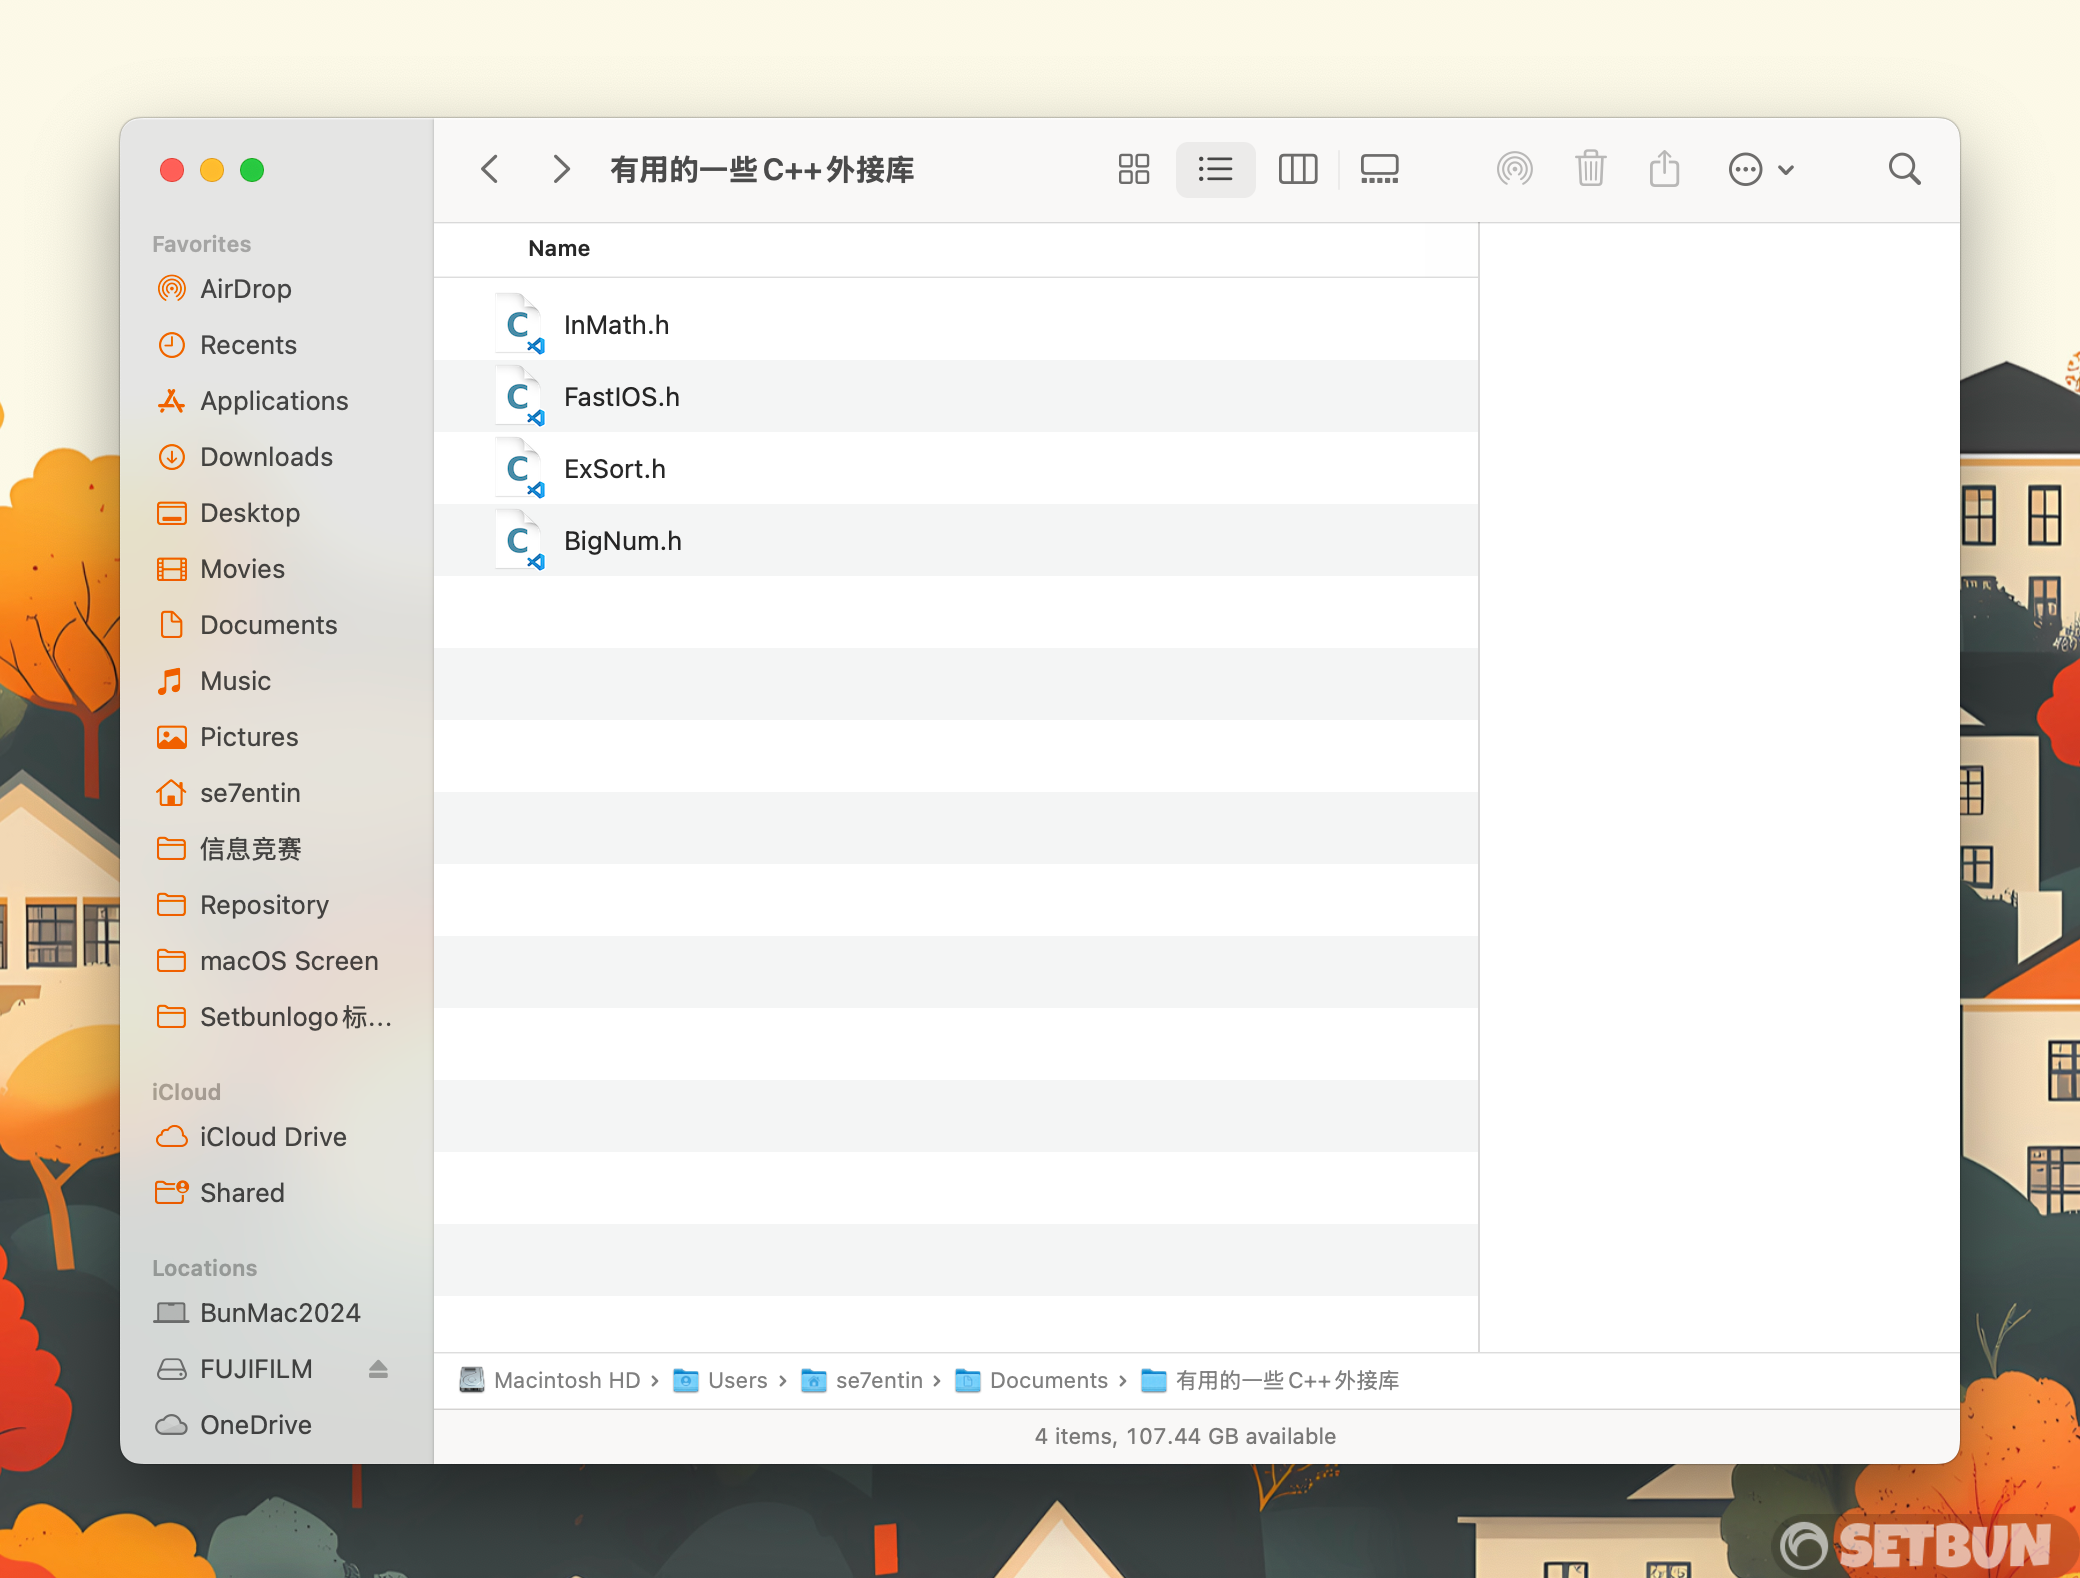 有用的一些C++外接库
Favorites
AirDrop
Recents
Applications
Downloads
Desktop
Movies
Documents
Music
Pictures
se7entin
信息竞赛
Repository
macOS Screen
Setbunlogo标...
iCloud
iCloud Drive
Shared
Locations
BunMac2024
FUJIFILM
OneDrive
Name
InMath.h
FastIOS.h
ExSort.h
BigNum.h
Macintosh HD › Users › se7entin › Documents › 有用的一些C++外接库
4 items, 107.44 GB available
SETBUN